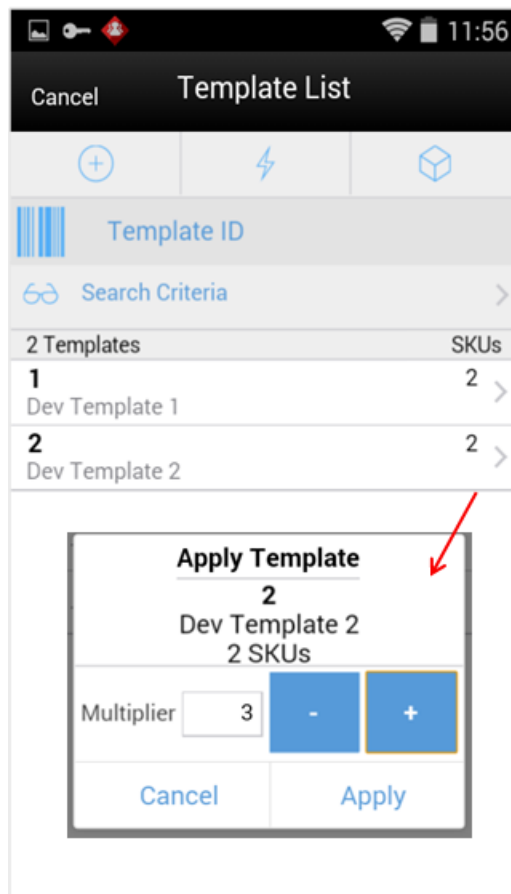 11:56
Cancel Template List
Template ID
Search Criteria
2 Templates SKUs
1 2
Dev Template 1
2 2
Dev Template 2
Apply Template
2
Dev Template 2
2 SKUs
Multiplier 3 - +
Cancel Apply